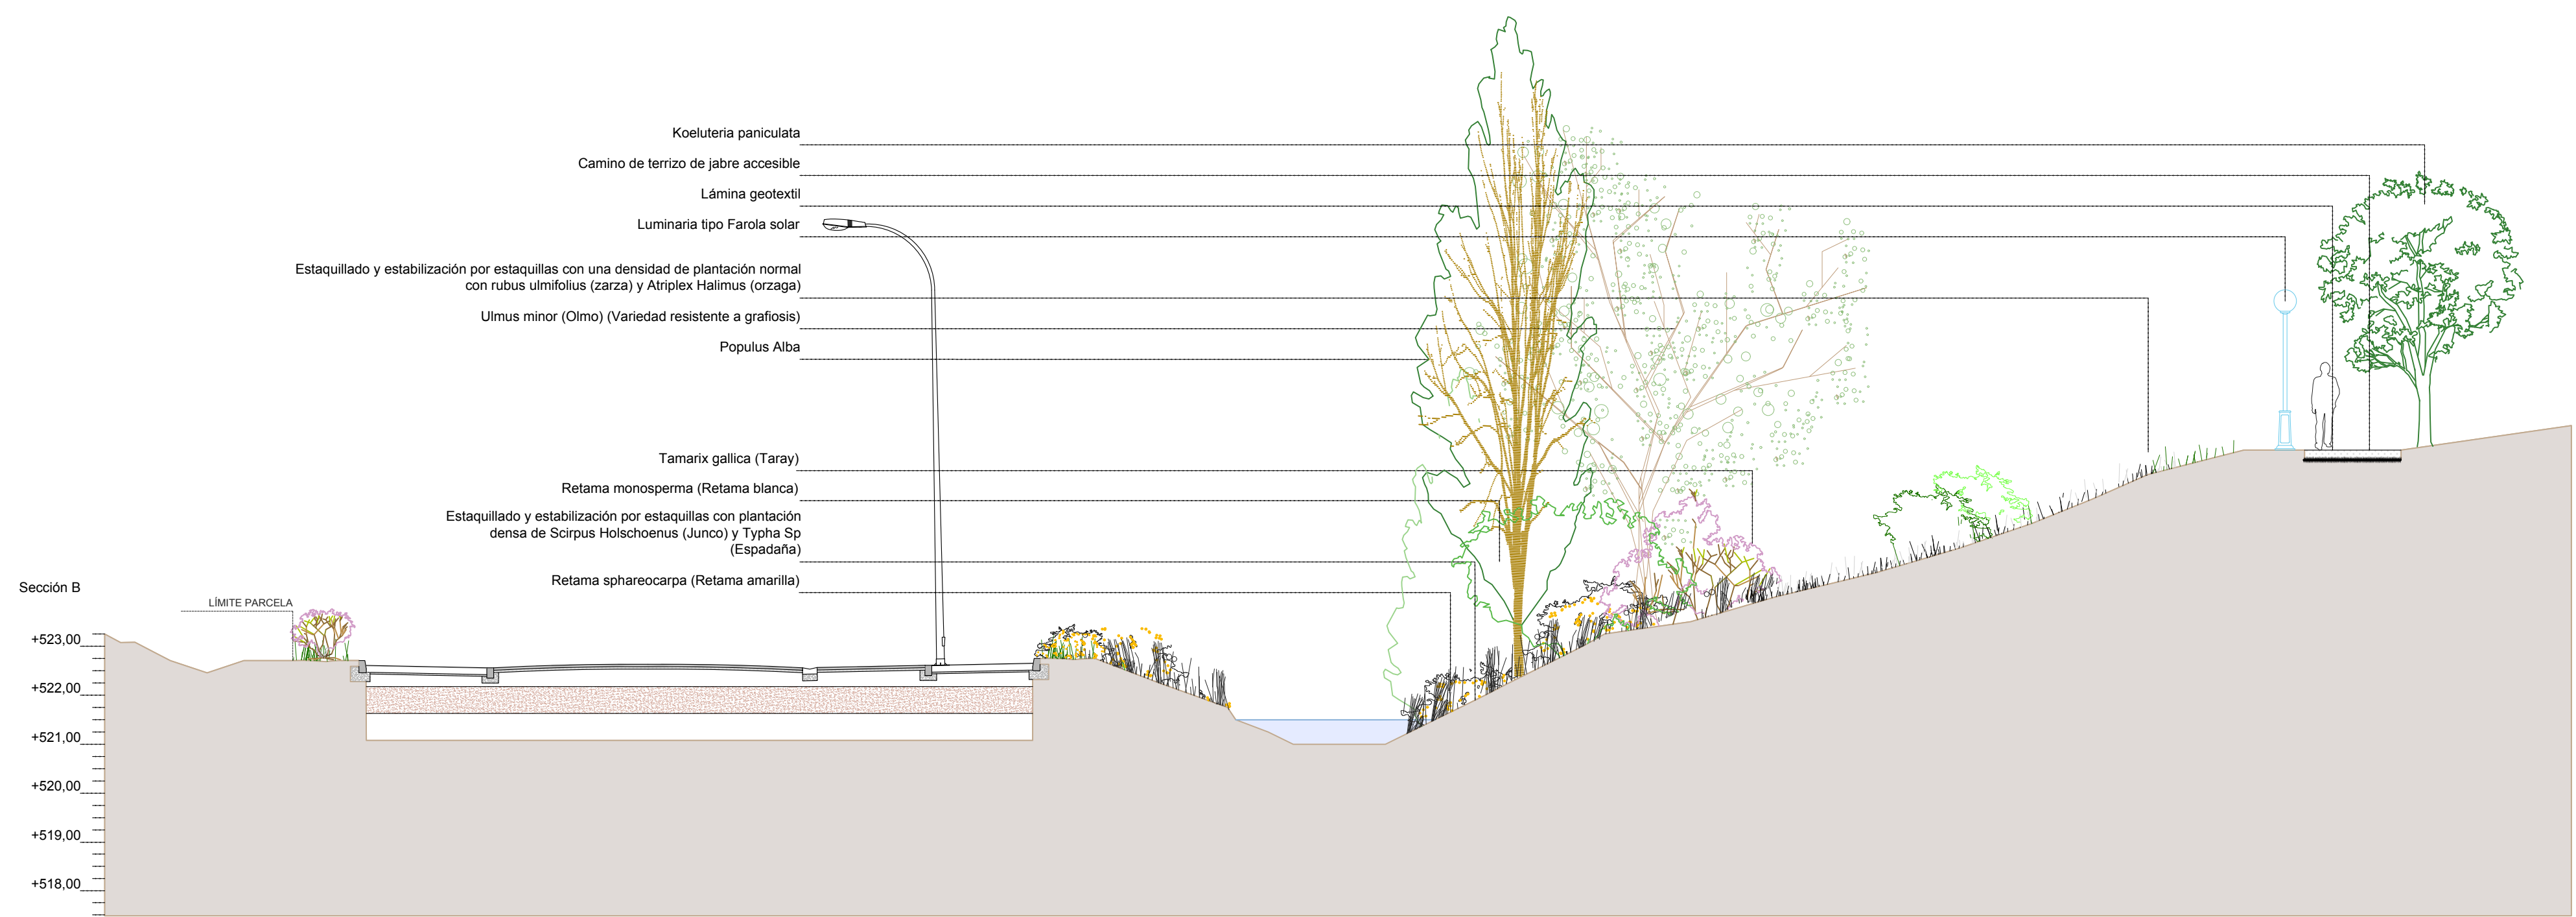 Koeluteria paniculata
Camino de terrizo de jabre accesible
Lámina geotextil
Luminaria tipo Farola solar
Estaquillado y estabilización por estaquillas con una densidad de plantación normal
con rubus ulmifolius (zarza) y Atriplex Halimus (orzaga)
Ulmus minor (Olmo) (Variedad resistente a grafiosis)
Populus Alba
Tamarix gallica (Taray)
Retama monosperma (Retama blanca)
Estaquillado y estabilización por estaquillas con plantación
densa de Scirpus Holschoenus (Junco) y Typha Sp
(Espadaña)
Retama sphareocarpa (Retama amarilla)
Sección B
LÍMITE PARCELA
+523,00
+522,00
+521,00
+520,00
+519,00
+518,00